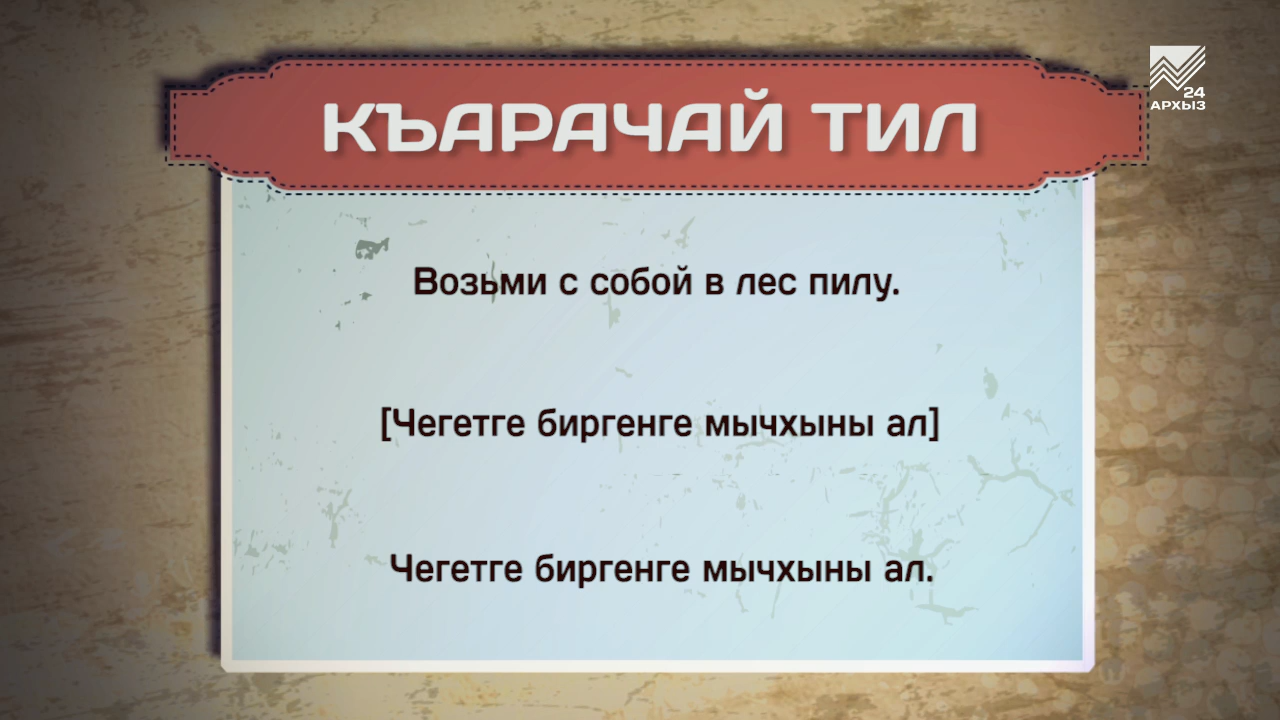 КЪАРАЧАЙ ТИЛ
24
АРХЫЗ
Возьми с собой в лес пилу.
[Чегетге биргенге мычхыны ал]
Чегетге биргенге мычхыны ал.